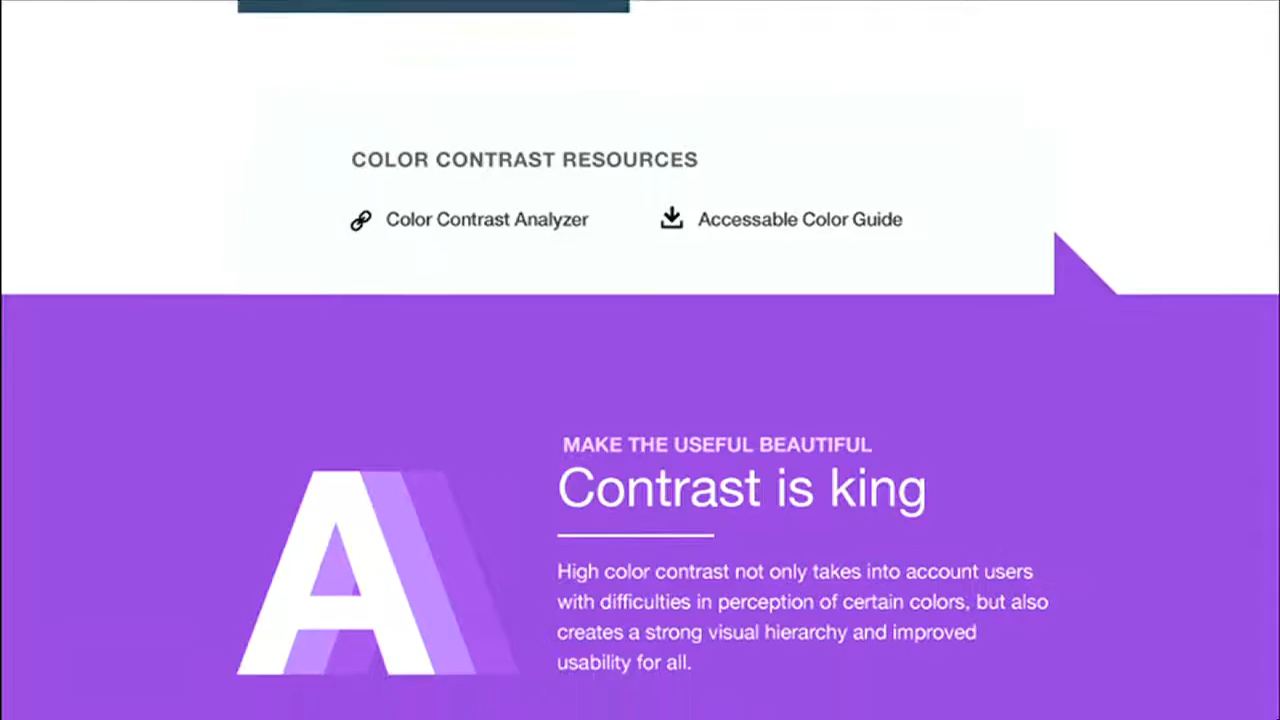 COLOR CONTRAST RESOURCES
Color Contrast Analyzer
Accessable Color Guide
MAKE THE USEFUL BEAUTIFUL
Contrast is king
A
High color contrast not only takes into account users
with difficulties in perception of certain colors, but also
creates a strong visual hierarchy and improved
usability for all.